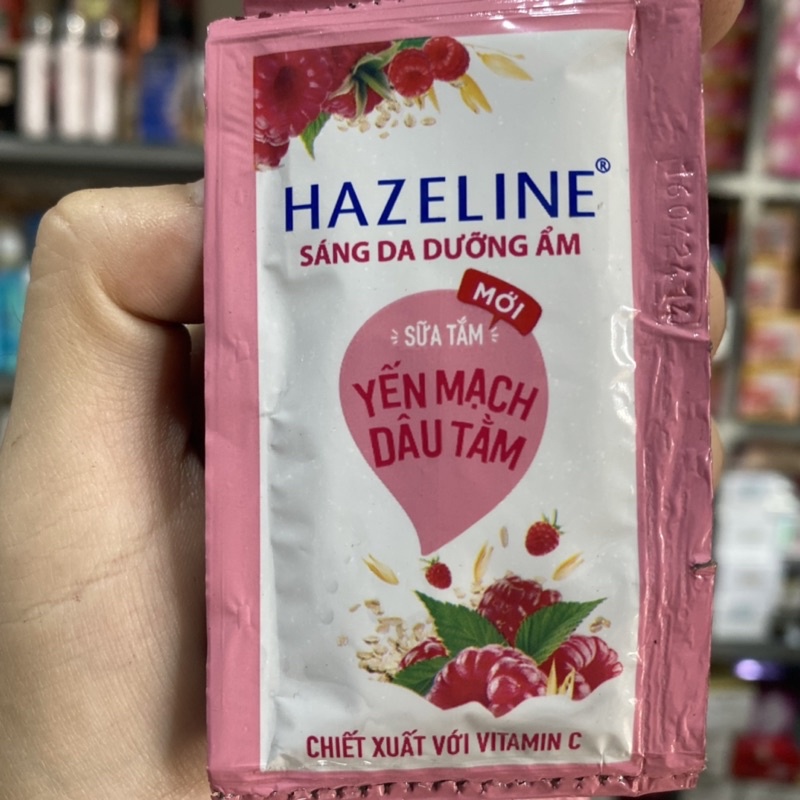 HAZELINE®
SÁNG DA DƯỠNG ẨM
MỚI
SỮA TẮM
YẾN MẠCH
DÂU TẰM
CHIẾT XUẤT VỚI VITAMIN C